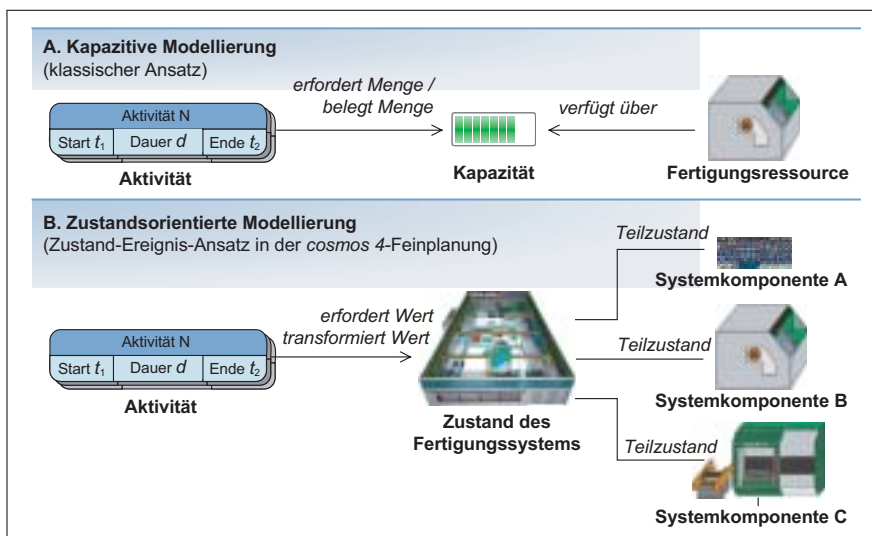 A. Kapazitive Modellierung
(klassischer Ansatz)
erfordert Menge /
belegt Menge
verfügt über
Aktivität N
Start t₁ Dauer d Ende t₂
Aktivität
Kapazität
Fertigungsressource
B. Zustandsorientierte Modellierung
(Zustand-Ereignis-Ansatz in der cosmos 4-Feinplanung)
Teilzustand
Systemkomponente A
erfordert Wert
transformiert Wert
Aktivität N
Start t₁ Dauer d Ende t₂
Aktivität
Teilzustand
Systemkomponente B
Zustand des
Fertigungssystems
Teilzustand
Systemkomponente C